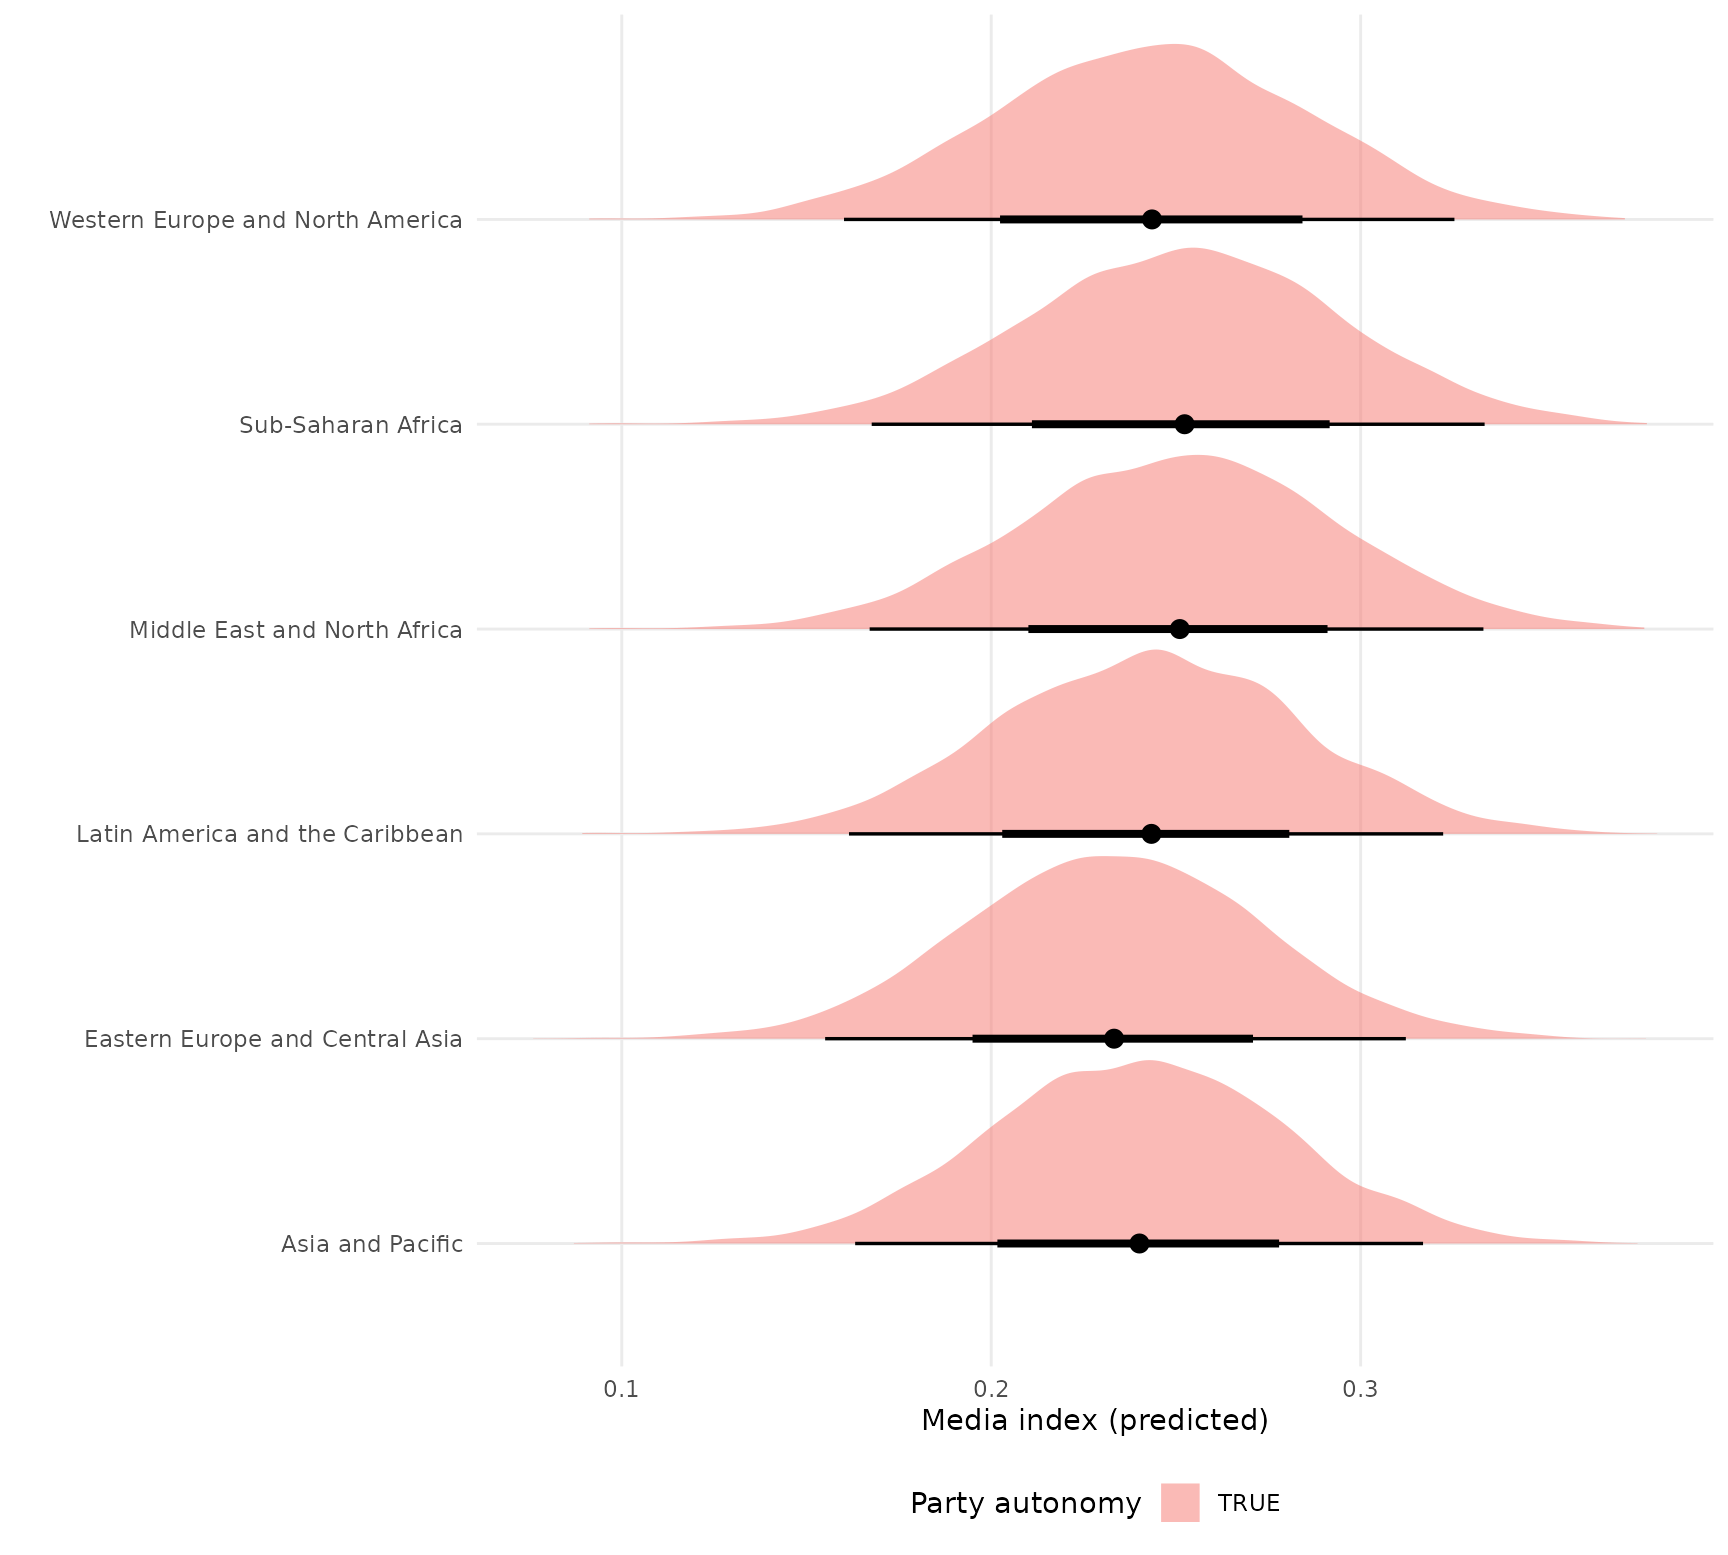 Western Europe and North America
Sub-Saharan Africa
Middle East and North Africa
Latin America and the Caribbean
Eastern Europe and Central Asia
Asia and Pacific
0.1 0.2 0.3
Media index (predicted)
Party autonomy TRUE